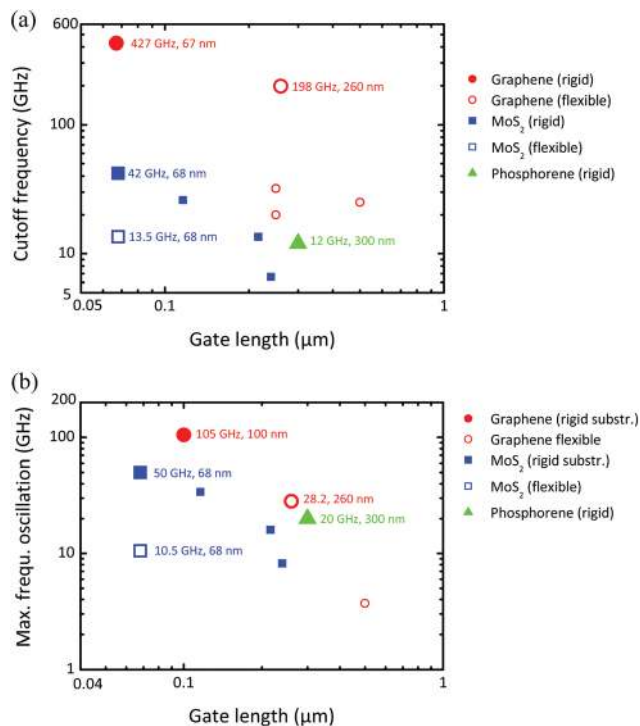 (a)
600
427 GHz, 67 nm
198 GHz, 260 nm
100
42 GHz, 68 nm
13.5 GHz, 68 nm
12 GHz, 300 nm
10
5
0.05
0.1
1
Cutoff frequency (GHz)
Gate length (µm)
Graphene (rigid)
Graphene (flexible)
MoS₂ (rigid)
MoS₂ (flexible)
Phosphorene (rigid)
(b)
200
105 GHz, 100 nm
100
50 GHz, 68 nm
28.2, 260 nm
20 GHz, 300 nm
10.5 GHz, 68 nm
10
1
0.04
0.1
1
Max. frequ. oscillation (GHz)
Gate length (µm)
Graphene (rigid substr.)
Graphene flexible
MoS₂ (rigid substr.)
MoS₂ (flexible)
Phosphorene (rigid)